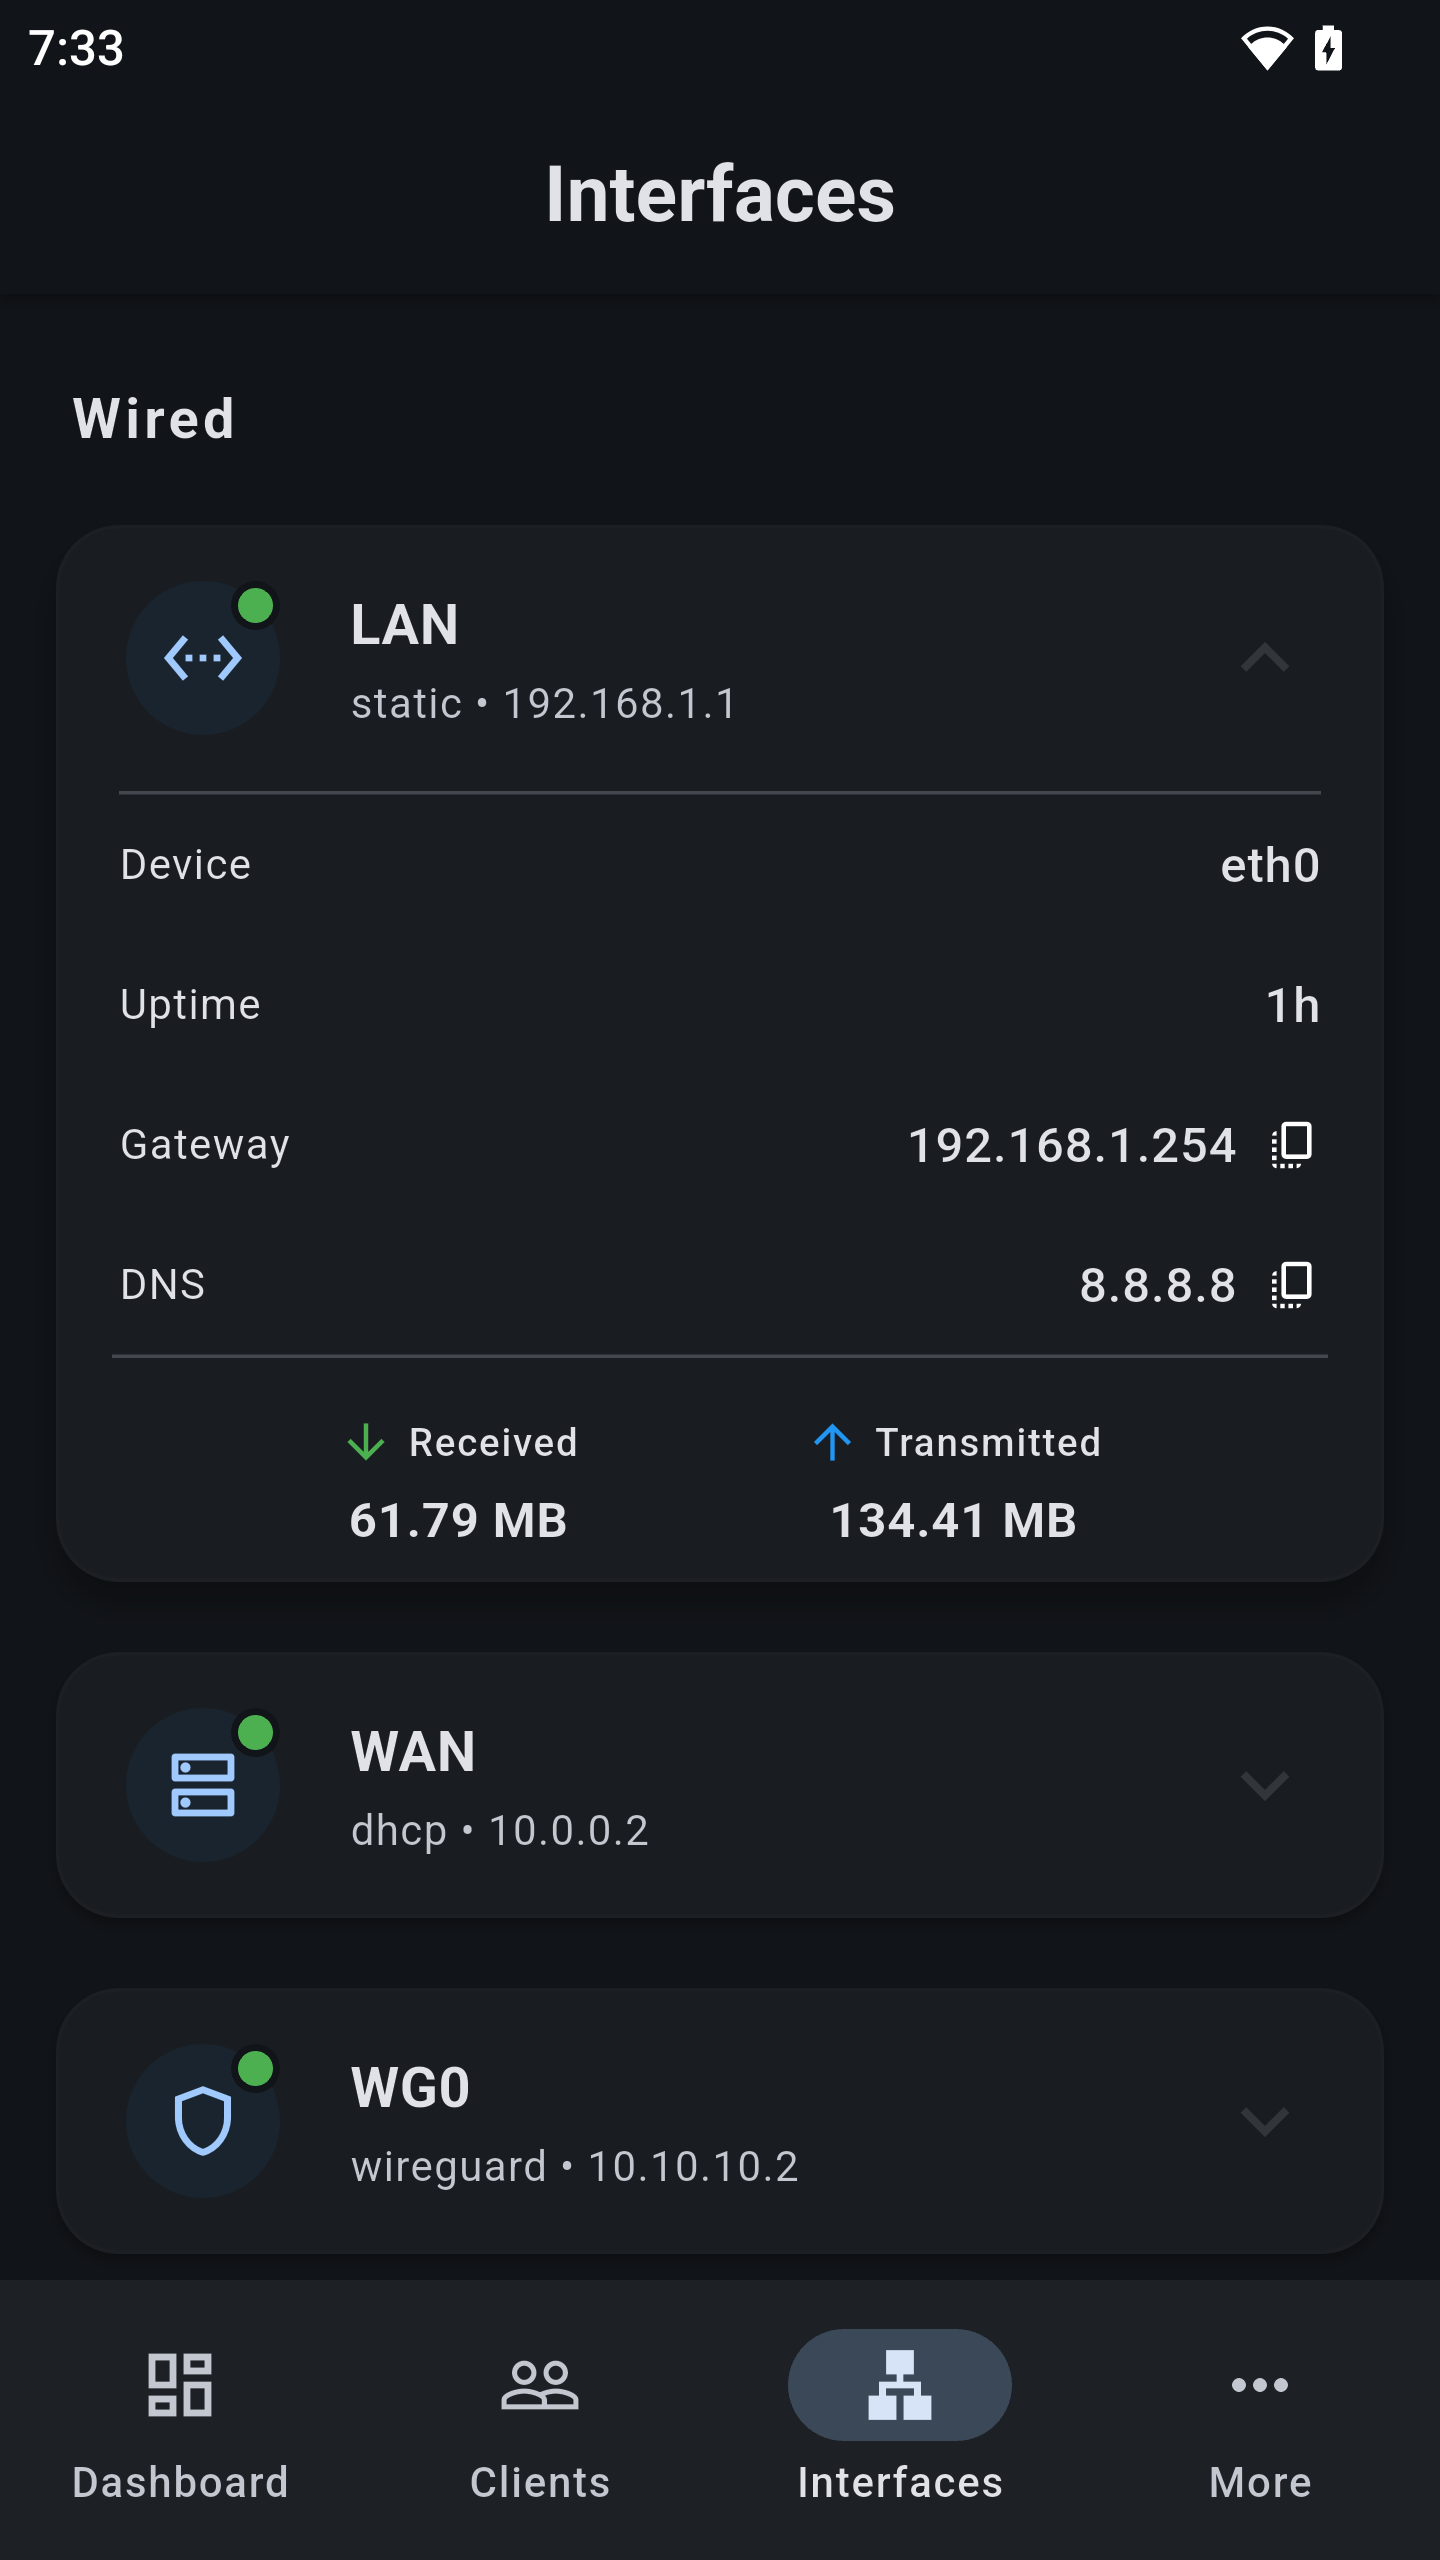 7:33
Interfaces
Wired
LAN
static • 192.168.1.1
Device eth0
Uptime 1h
Gateway 192.168.1.254
DNS 8.8.8.8
Received Transmitted
61.79 MB 134.41 MB
WAN
dhcp • 10.0.0.2
WG0
wireguard • 10.10.10.2
Dashboard Clients Interfaces More